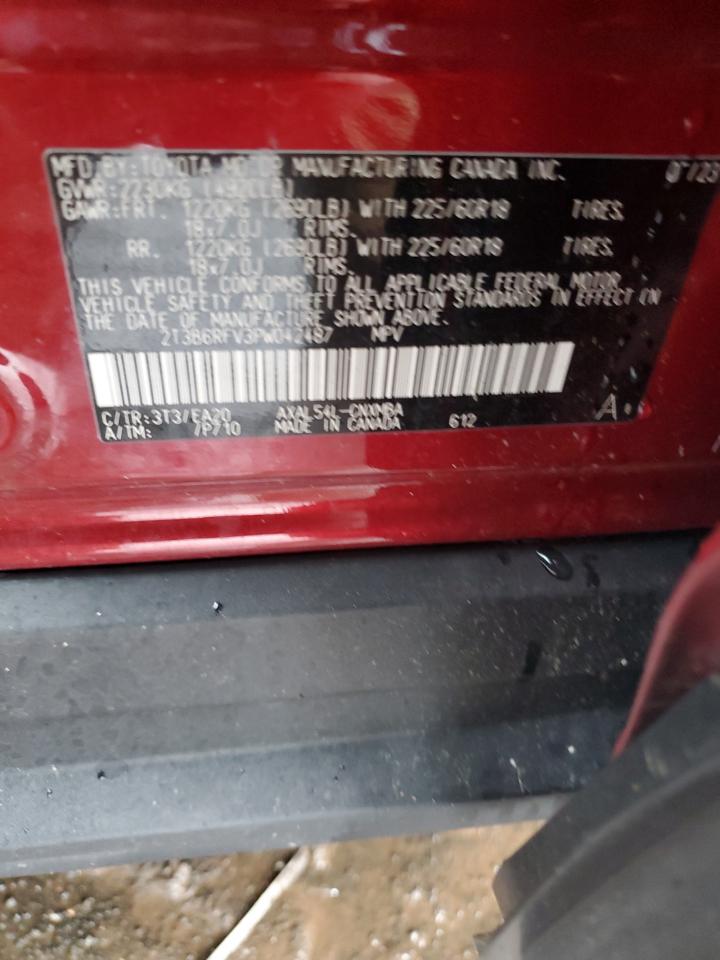 MFD. BY: TOYOTA MOTOR MANUFACTURING CANADA INC.
GVWR: 2230KG (4920LB)
GAWR: FRT. 1220KG (2690LB) WITH 225/60R18 TIRES.
18x7.0J RIMS.
RR. 1220KG (2690LB) WITH 225/60R18 TIRES.
18x7.0J RIMS.
THIS VEHICLE CONFORMS TO ALL APPLICABLE FEDERAL MOTOR
VEHICLE SAFETY AND THEFT PREVENTION STANDARDS IN EFFECT ON
THE DATE OF MANUFACTURE SHOWN ABOVE.
MPV
C/TR: 3T3/EA20 AXAL54L-CNXMBA
A/TM: /P710 MADE IN CANADA 612 A